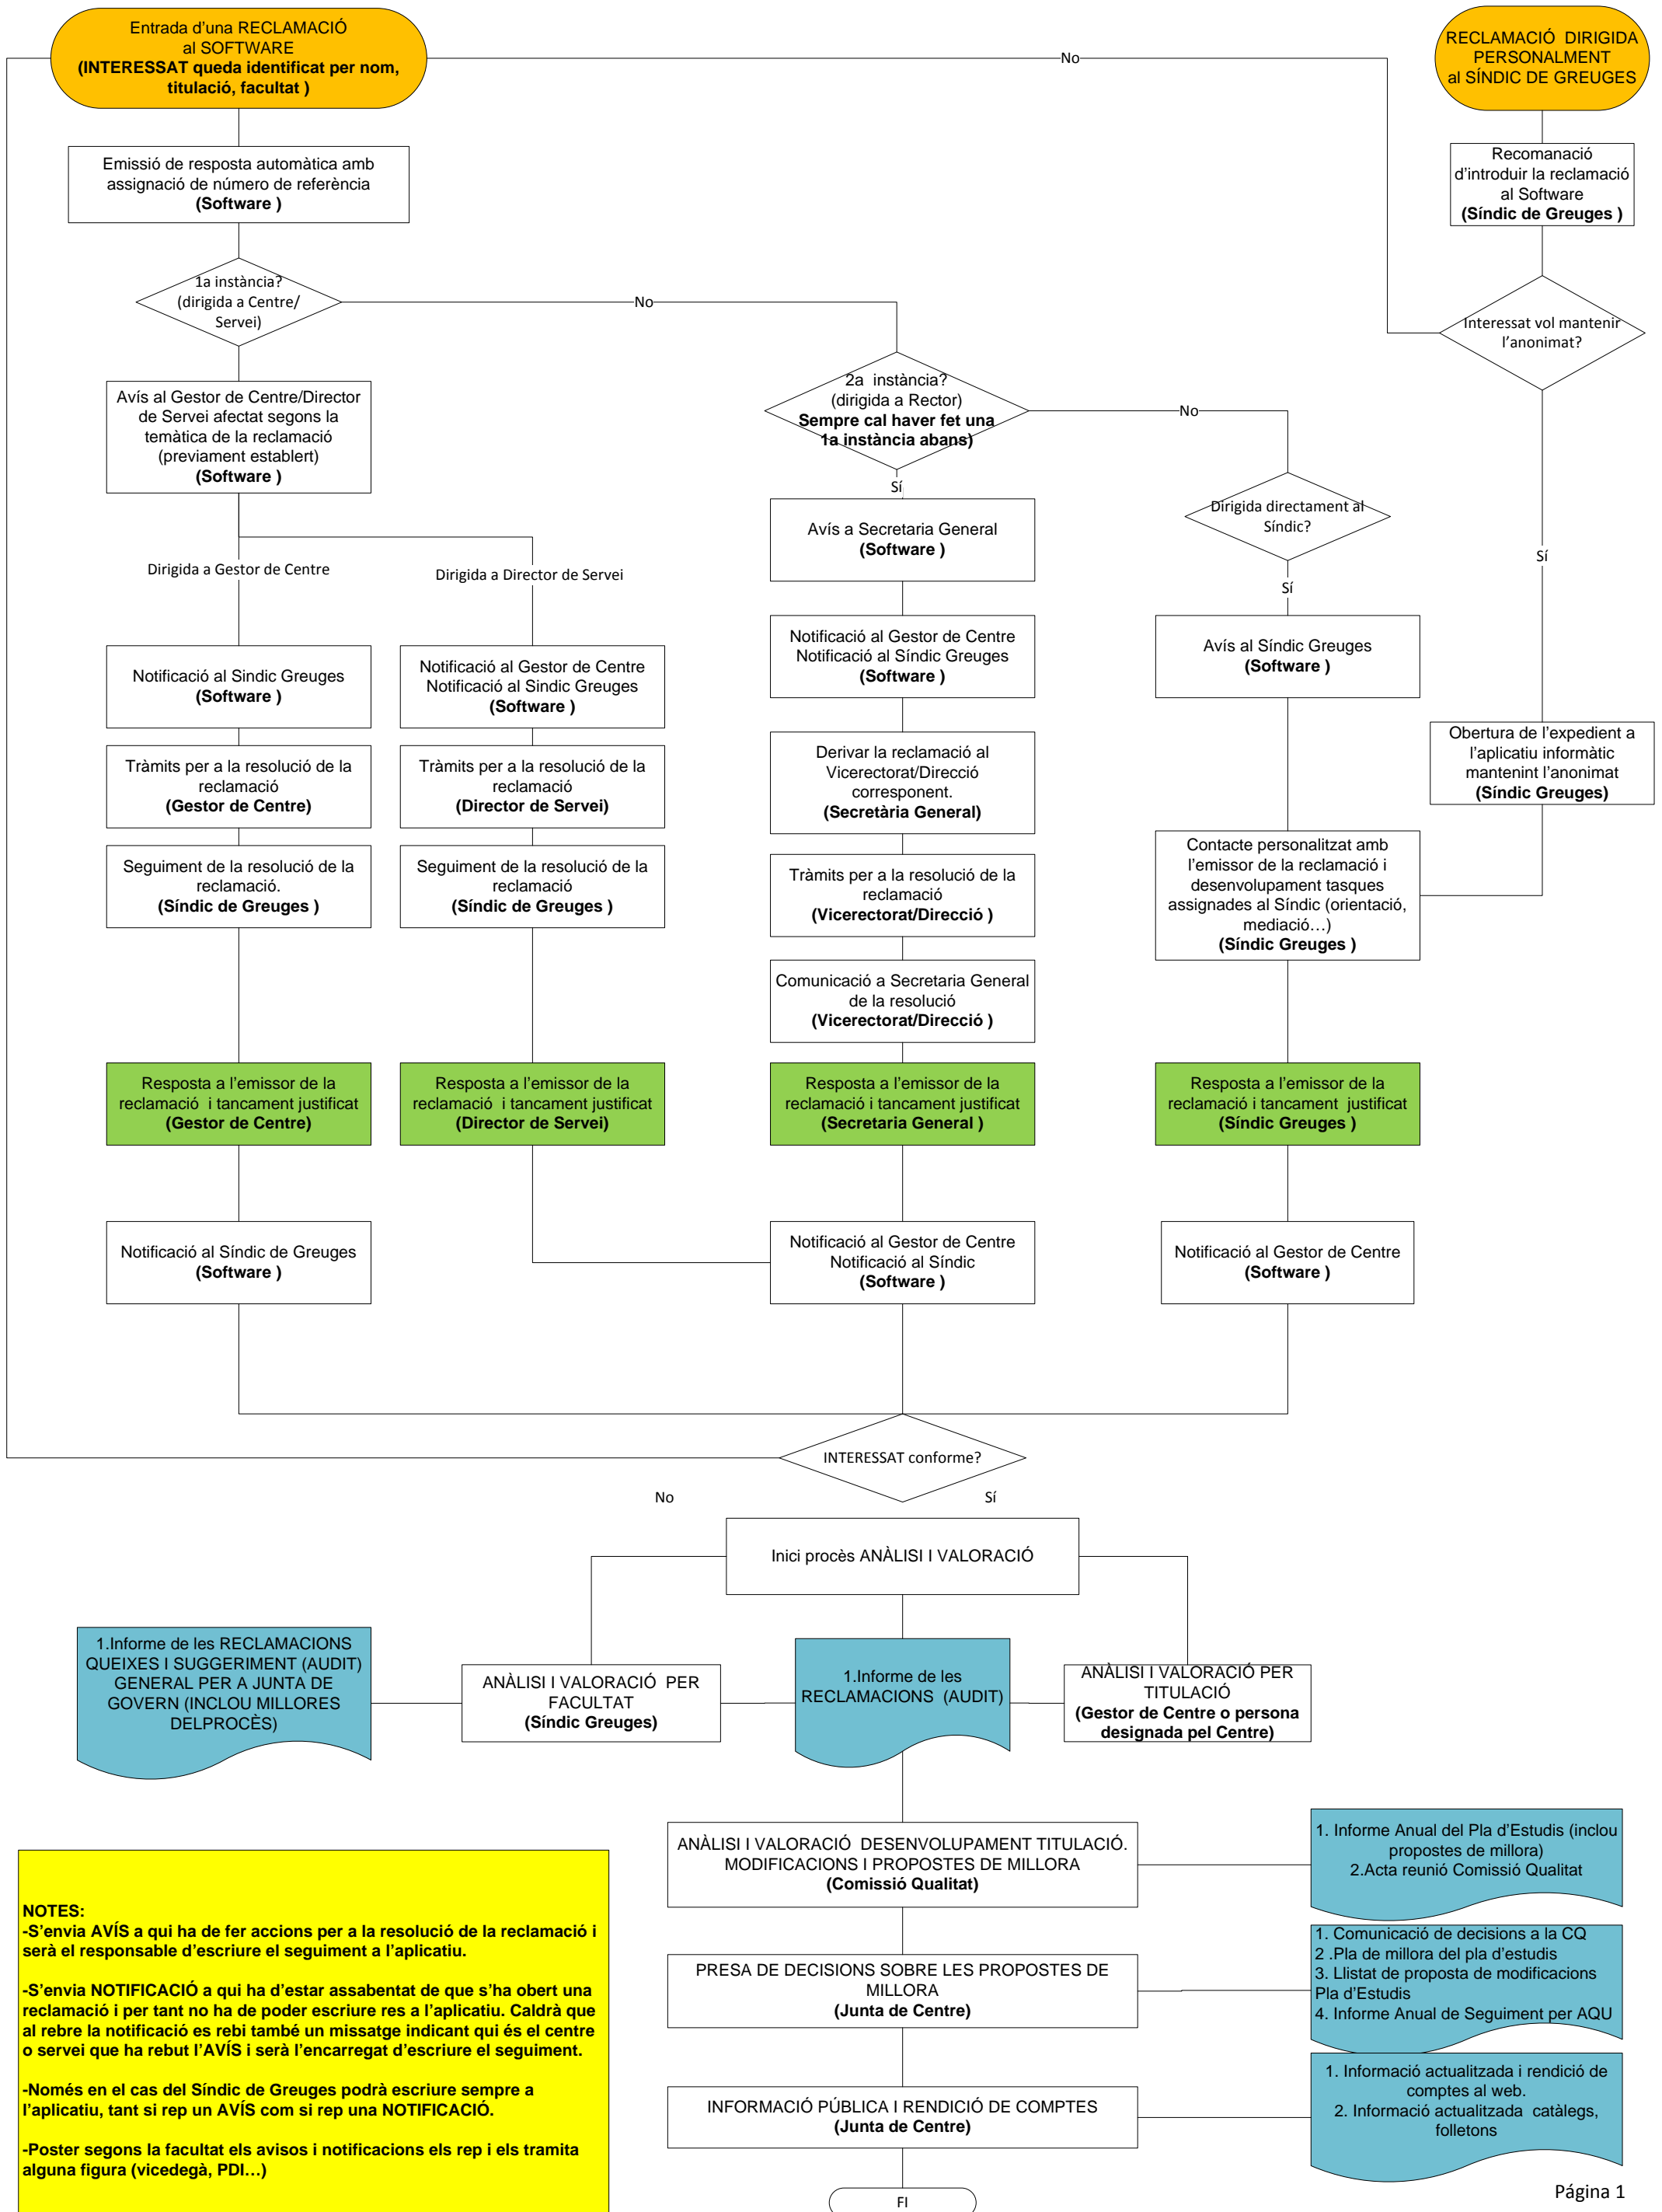 Entrada d'una RECLAMACIÓ
al SOFTWARE
(INTERESSAT queda identificat per nom,
titulació, facultat )
No
RECLAMACIÓ DIRIGIDA
PERSONALMENT
al SÍNDIC DE GREUGES
Emissió de resposta automàtica amb
assignació de número de referència
(Software )
Recomanació
d'introduir la reclamació
al Software
(Síndic de Greuges )
1a instància?
(dirigida a Centre/
Servei)
No
Interessat vol mantenir
l'anonimat?
Avís al Gestor de Centre/Director
de Servei afectat segons la
temàtica de la reclamació
(previament establert)
(Software )
2a instància?
(dirigida a Rector)
Sempre cal haver fet una
1a instància abans)
No
Sí
Dirigida directament al
Síndic?
Sí
Sí
Dirigida a Gestor de Centre
Dirigida a Director de Servei
Avís a Secretaria General
(Software )
Notificació al Sindic Greuges
(Software )
Notificació al Gestor de Centre
Notificació al Sindic Greuges
(Software )
Notificació al Gestor de Centre
Notificació al Síndic Greuges
(Software )
Avís al Síndic Greuges
(Software )
Tràmits per a la resolució de la
reclamació
(Gestor de Centre)
Tràmits per a la resolució de la
reclamació
(Director de Servei)
Derivar la reclamació al
Vicerectorat/Direcció
corresponent.
(Secretària General)
Obertura de l'expedient a
l'aplicatiu informàtic
mantenint l'anonimat
(Síndic Greuges)
Seguiment de la resolució de la
reclamació.
(Síndic de Greuges )
Seguiment de la resolució de la
reclamació
(Síndic de Greuges )
Tràmits per a la resolució de la
reclamació
(Vicerectorat/Direcció )
Contacte personalitzat amb
l'emissor de la reclamació i
desenvolupament tasques
assignades al Síndic (orientació,
mediació…)
(Síndic Greuges )
Comunicació a Secretaria General
de la resolució
(Vicerectorat/Direcció )
Resposta a l'emissor de la
reclamació i tancament justificat
(Gestor de Centre)
Resposta a l'emissor de la
reclamació i tancament justificat
(Director de Servei)
Resposta a l'emissor de la
reclamació i tancament justificat
(Secretaria General )
Resposta a l'emissor de la
reclamació i tancament justificat
(Síndic Greuges )
Notificació al Síndic de Greuges
(Software )
Notificació al Gestor de Centre
Notificació al Síndic
(Software )
Notificació al Gestor de Centre
(Software )
INTERESSAT conforme?
No
Sí
Inici procès ANÀLISI I VALORACIÓ
1.Informe de les RECLAMACIONS
QUEIXES I SUGGERIMENT (AUDIT)
GENERAL PER A JUNTA DE
GOVERN (INCLOU MILLORES
DELPROCÈS)
ANÀLISI I VALORACIÓ PER
FACULTAT
(Síndic Greuges)
1.Informe de les
RECLAMACIONS (AUDIT)
ANÀLISI I VALORACIÓ PER
TITULACIÓ
(Gestor de Centre o persona
designada pel Centre)
ANÀLISI I VALORACIÓ DESENVOLUPAMENT TITULACIÓ.
MODIFICACIONS I PROPOSTES DE MILLORA
(Comissió Qualitat)
1. Informe Anual del Pla d'Estudis (inclou
propostes de millora)
2.Acta reunió Comissió Qualitat
PRESA DE DECISIONS SOBRE LES PROPOSTES DE
MILLORA
(Junta de Centre)
1. Comunicació de decisions a la CQ
2 .Pla de millora del pla d'estudis
3. Llistat de proposta de modificacions
Pla d'Estudis
4. Informe Anual de Seguiment per AQU
INFORMACIÓ PÚBLICA I RENDICIÓ DE COMPTES
(Junta de Centre)
1. Informació actualitzada i rendició de
comptes al web.
2. Informació actualitzada catàlegs,
folletons
FI
NOTES:
-S'envia AVÍS a qui ha de fer accions per a la resolució de la reclamació i
serà el responsable d'escriure el seguiment a l'aplicatiu.
-S'envia NOTIFICACIÓ a qui ha d'estar assabentat de que s'ha obert una
reclamació i per tant no ha de poder escriure res a l'aplicatiu. Caldrà que
al rebre la notificació es rebi també un missatge indicant qui és el centre
o servei que ha rebut l'AVÍS i serà l'encarregat d'escriure el seguiment.
-Només en el cas del Síndic de Greuges podrà escriure sempre a
l'aplicatiu, tant si rep un AVÍS com si rep una NOTIFICACIÓ.
-Poster segons la facultat els avisos i notificacions els rep i els tramita
alguna figura (vicedegà, PDI…)
Página 1